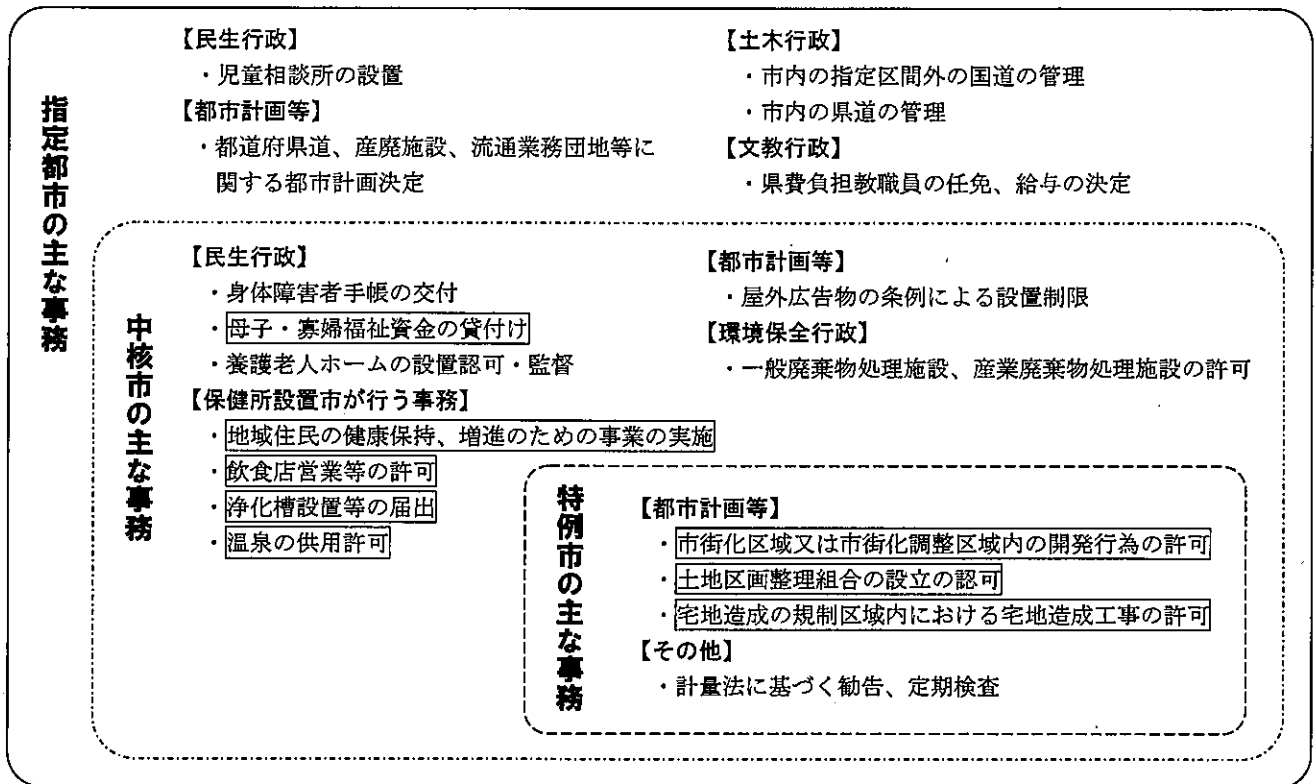 指定都市の主な事務
【民生行政】
・児童相談所の設置
【都市計画等】
・都道府県道、産廃施設、流通業務団地等に
関する都市計画決定
【土木行政】
・市内の指定区間外の国道の管理
・市内の県道の管理
【文教行政】
・県費負担教職員の任免、給与の決定
中核市の主な事務
【民生行政】
・身体障害者手帳の交付
・母子・寡婦福祉資金の貸付け
・養護老人ホームの設置認可・監督
【保健所設置市が行う事務】
・地域住民の健康保持、増進のための事業の実施
・飲食店営業等の許可
・浄化槽設置等の届出
・温泉の供用許可
【都市計画等】
・屋外広告物の条例による設置制限
【環境保全行政】
・一般廃棄物処理施設、産業廃棄物処理施設の許可
特例市の主な事務
【都市計画等】
・市街化区域又は市街化調整区域内の開発行為の許可
・土地区画整理組合の設立の認可
・宅地造成の規制区域内における宅地造成工事の許可
【その他】
・計量法に基づく勧告、定期検査